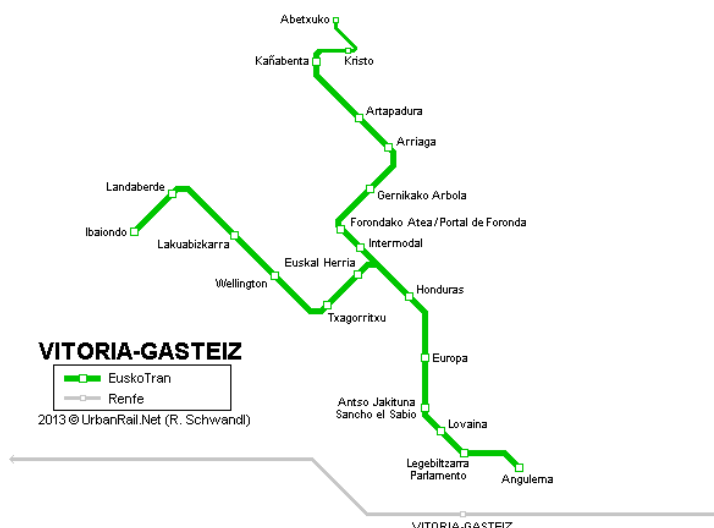 Abetxuko
Kañabenta
Kristo
Artapadura
Arriaga
Landaberde
Gernikako Arbola
Ibaiondo
Forondako Atea/Portal de Foronda
Lakuabizkarra
Intermodal
Euskal Herria
Wellington
Honduras
Txagorritxu
VITORIA-GASTEIZ
EuskoTran
Renfe
2013 © UrbanRail.Net (R. Schwandl)
Europa
Antso Jakituna
Sancho el Sabio
Lovaina
Legebiltzarra
Parlamento
Angulema
VITORIA-GASTEIZ